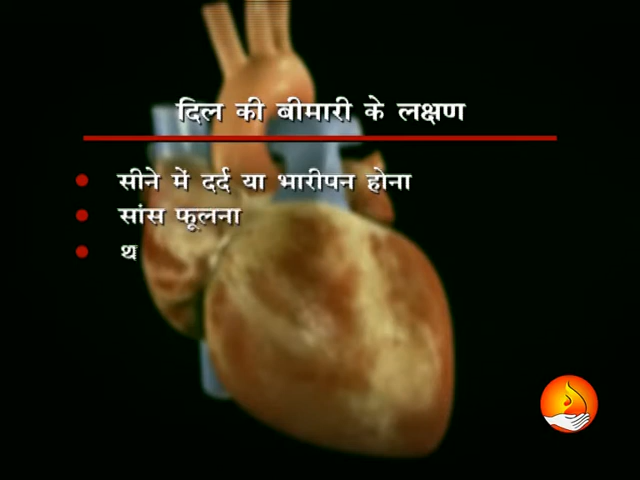 दिल की बीमारी के लक्षण
सीने में दर्द या भारीपन होना
सांस फूलना
थ